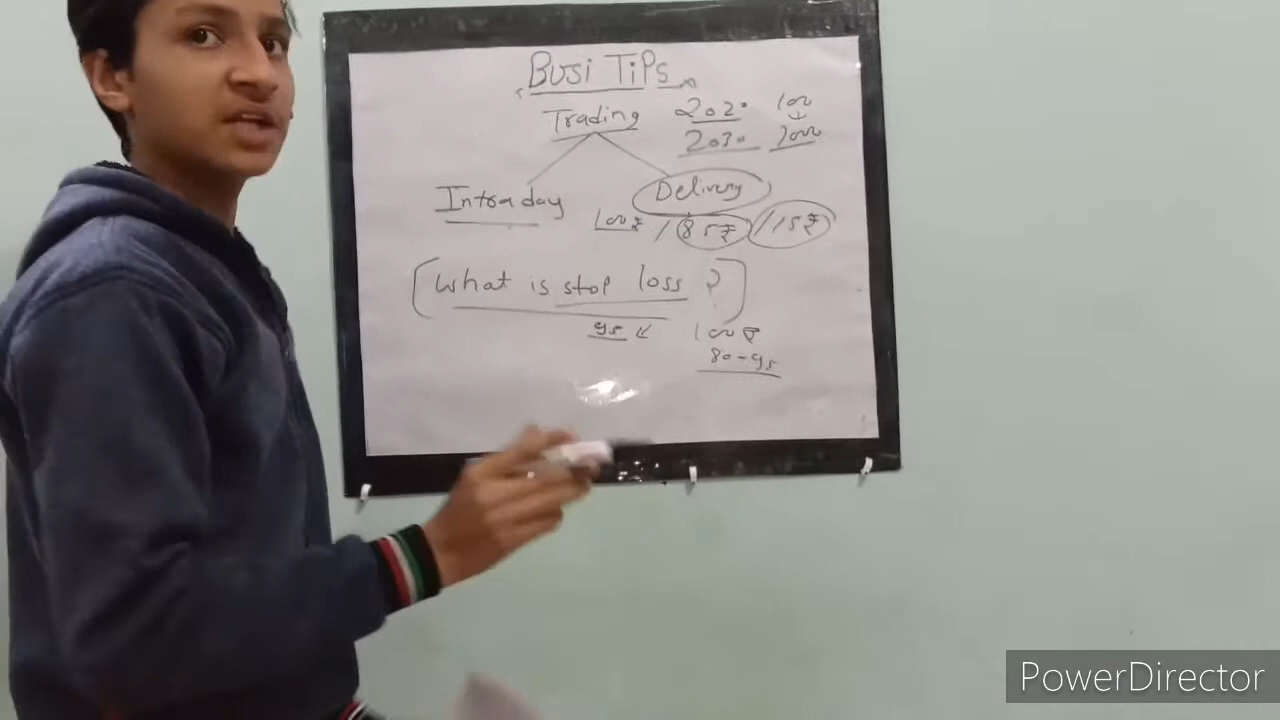 Busi TiPs
Trading
2020 100
2030 1000
Intraday Delivery
100₹ / 85₹ / 115₹
(What is stop loss ?)
95 100₹
80-95
PowerDirector